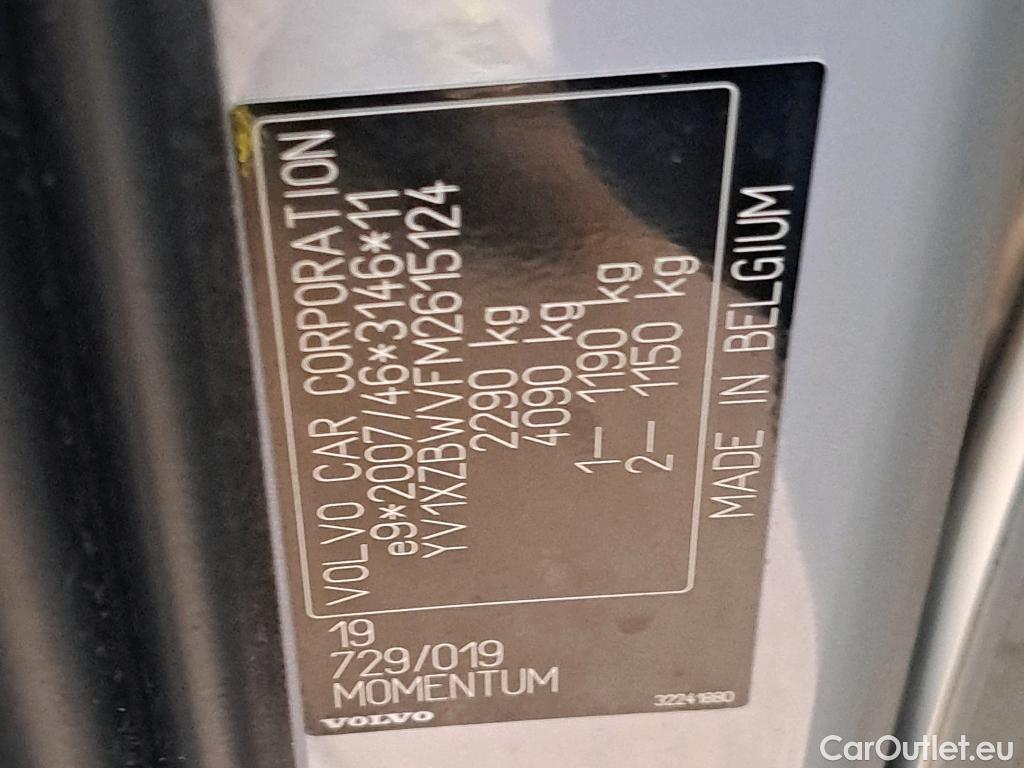 VOLVO CAR CORPORATION
e9*2007/46*3146*11
YV1XZBWVFM2615124
2290 kg
4090 kg
1— 1190 kg
2— 1150 kg
MADE IN BELGIUM
19
729/019
MOMENTUM
VOLVO
32241880
CarOutlet.eu